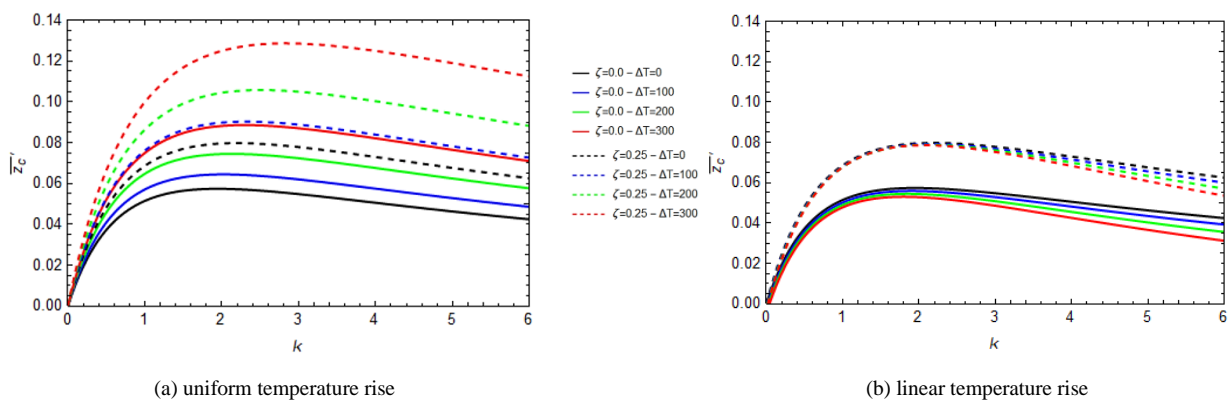 0.14
0.12
0.10
0.08
0.06
0.04
0.02
0.00
z̄c′
0 1 2 3 4 5 6
k
ζ=0.0 – ΔT=0
ζ=0.0 – ΔT=100
ζ=0.0 – ΔT=200
ζ=0.0 – ΔT=300
ζ=0.25 – ΔT=0
ζ=0.25 – ΔT=100
ζ=0.25 – ΔT=200
ζ=0.25 – ΔT=300
0.14
0.12
0.10
0.08
0.06
0.04
0.02
0.00
z̄c′
0 1 2 3 4 5 6
k
(a) uniform temperature rise
(b) linear temperature rise